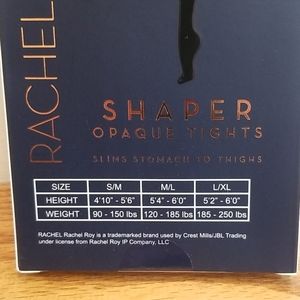 RACHEL
SHAPER
OPAQUE TIGHTS
SLIMS STOMACH TO THIGHS
SIZE S/M M/L L/XL
HEIGHT 4'10" - 5'6" 5'4" - 6'0" 5'2" - 6'0"
WEIGHT 90 - 150 lbs 120 - 185 lbs 185 - 250 lbs
RACHEL Rachel Roy is a trademarked brand used by Crest Mills/JBL Trading
under license from Rachel Roy IP Company, LLC